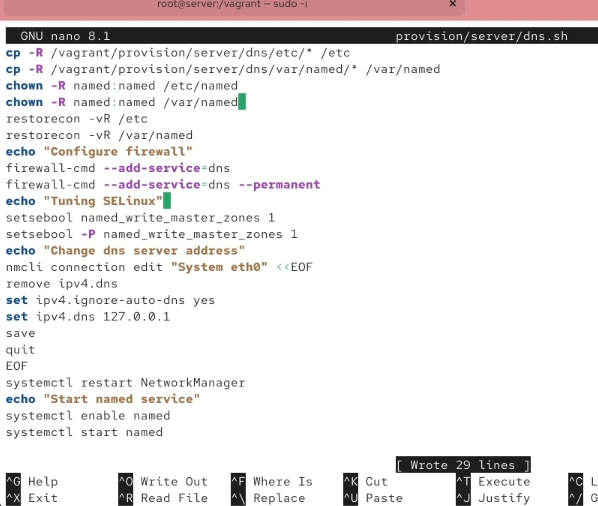 root@server:/vagrant — sudo -i ×
GNU nano 8.1 provision/server/dns.sh
cp -R /vagrant/provision/server/dns/etc/* /etc
cp -R /vagrant/provision/server/dns/var/named/* /var/named
chown -R named:named /etc/named
chown -R named:named /var/named
restorecon -vR /etc
restorecon -vR /var/named
echo "Configure firewall"
firewall-cmd --add-service=dns
firewall-cmd --add-service=dns --permanent
echo "Tuning SELinux"
setsebool named_write_master_zones 1
setsebool -P named_write_master_zones 1
echo "Change dns server address"
nmcli connection edit "System eth0" <<EOF
remove ipv4.dns
set ipv4.ignore-auto-dns yes
set ipv4.dns 127.0.0.1
save
quit
EOF
systemctl restart NetworkManager
echo "Start named service"
systemctl enable named
systemctl start named
[ Wrote 29 lines ]
^G Help ^O Write Out ^F Where Is ^K Cut ^T Execute ^C L
^X Exit ^R Read File ^\ Replace ^U Paste ^J Justify ^/ G